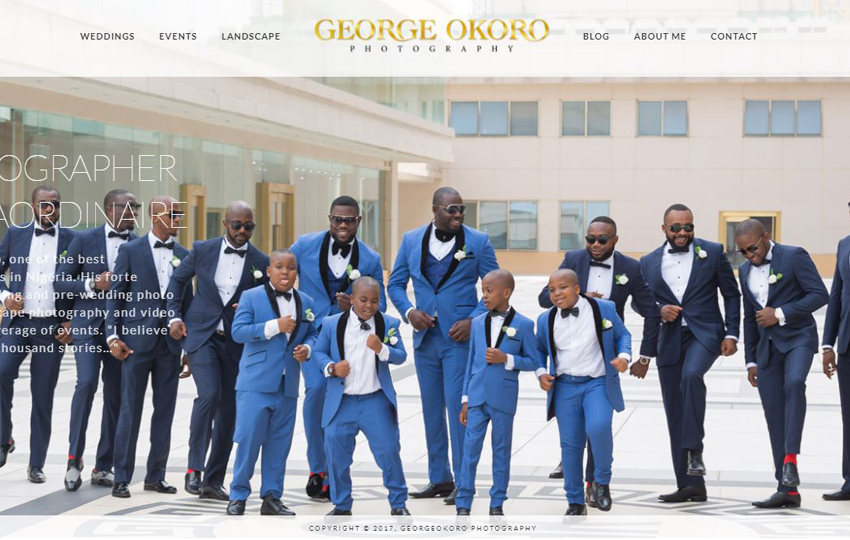 WEDDINGS EVENTS LANDSCAPE GEORGE OKORO BLOG ABOUT ME CONTACT
PHOTOGRAPHY
OGRAPHER
AORDINAIRE
, one of the best
s in Nigeria. His forte
ing and pre-wedding photo
ape photography and video
verage of events. "I believe
housand stories...
COPYRIGHT © 2017, GEORGEOKORO PHOTOGRAPHY